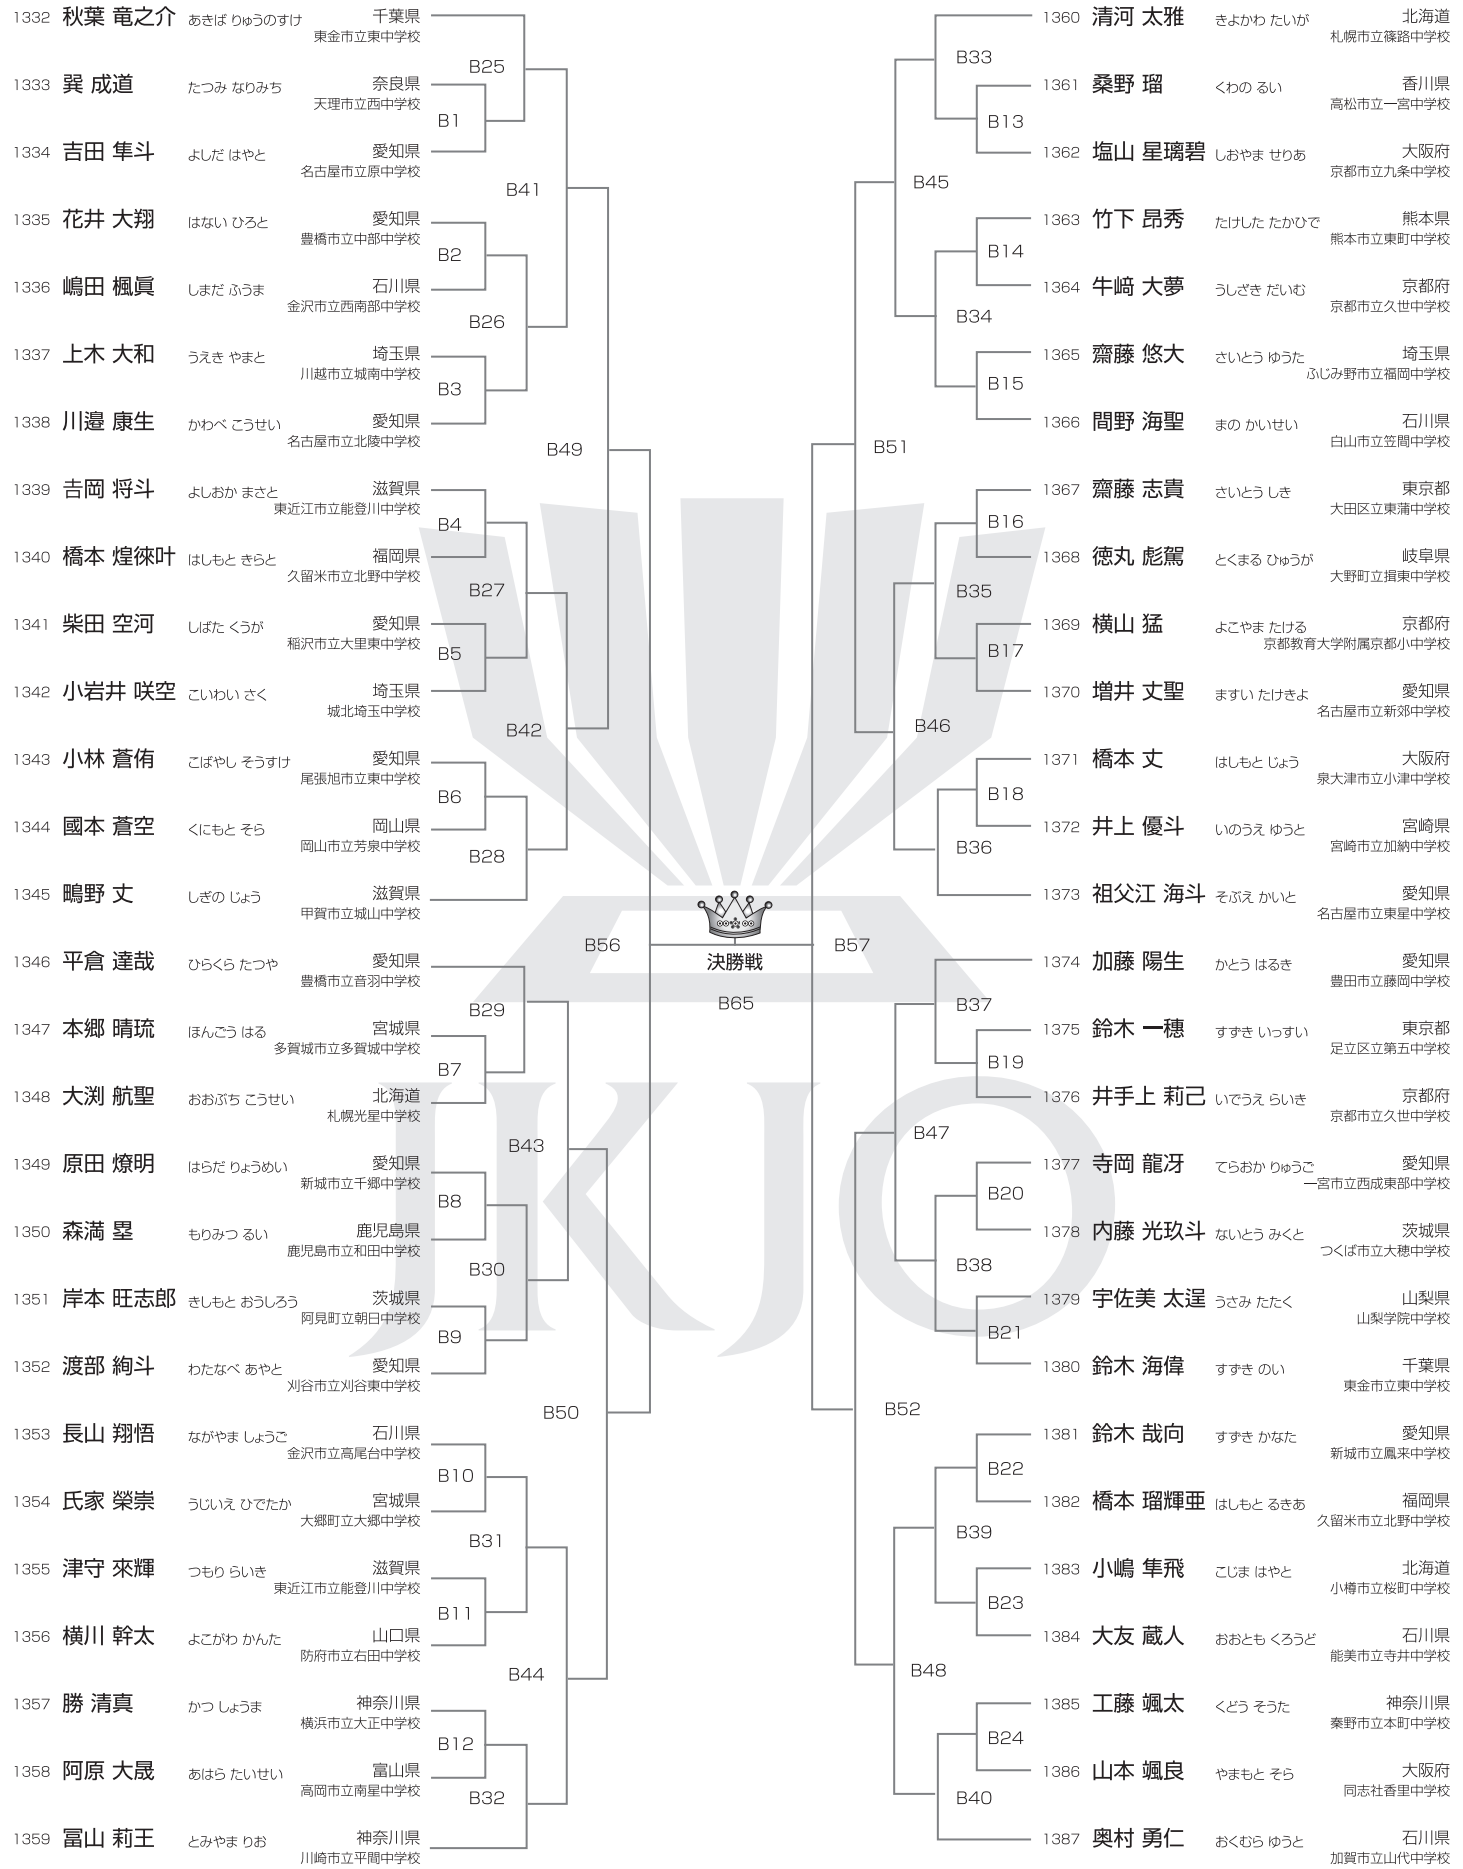 1332 秋葉 竜之介 あきば りゅうのすけ 千葉県
東金市立東中学校
B25
1333 巽 成道 たつみ なりみち 奈良県
天理市立西中学校
B1
1334 吉田 隼斗 よしだ はやと 愛知県
名古屋市立原中学校
B41
1335 花井 大翔 はない ひろと 愛知県
豊橋市立中部中学校
B2
1336 嶋田 楓眞 しまだ ふうま 石川県
金沢市立西南部中学校
B26
1337 上木 大和 うえき やまと 埼玉県
川越市立城南中学校
B3
1338 川邉 康生 かわべ こうせい 愛知県
名古屋市立北陵中学校
B49
1339 𠮷岡 将斗 よしおか まさと 滋賀県
東近江市立能登川中学校
B4
1340 橋本 煌徠叶 はしもと きらと 福岡県
久留米市立北野中学校
B27
1341 柴田 空河 しばた くうが 愛知県
稲沢市立大里東中学校
B5
1342 小岩井 咲空 こいわい さく 埼玉県
城北埼玉中学校
B42
1343 小林 蒼侑 こばやし そうすけ 愛知県
尾張旭市立東中学校
B6
1344 國本 蒼空 くにもと そら 岡山県
岡山市立芳泉中学校
B28
1345 鴫野 丈 しぎの じょう 滋賀県
甲賀市立城山中学校
B56
1346 平倉 達哉 ひらくら たつや 愛知県
豊橋市立音羽中学校
B29
1347 本郷 晴琉 ほんごう はる 宮城県
多賀城市立多賀城中学校
B7
1348 大渕 航聖 おおぶち こうせい 北海道
札幌光星中学校
B43
1349 原田 燎明 はらだ りょうめい 愛知県
新城市立千郷中学校
B8
1350 森満 塁 もりみつ るい 鹿児島県
鹿児島市立和田中学校
B30
1351 岸本 旺志郎 きしもと おうしろう 茨城県
阿見町立朝日中学校
B9
1352 渡部 絢斗 わたなべ あやと 愛知県
刈谷市立刈谷東中学校
B50
1353 長山 翔悟 ながやま しょうご 石川県
金沢市立高尾台中学校
B10
1354 氏家 榮崇 うじいえ ひでたか 宮城県
大郷町立大郷中学校
B31
1355 津守 來輝 つもり らいき 滋賀県
東近江市立能登川中学校
B11
1356 横川 幹太 よこがわ かんた 山口県
防府市立右田中学校
B44
1357 勝 清真 かつ しょうま 神奈川県
横浜市立大正中学校
B12
1358 阿原 大晟 あはら たいせい 富山県
高岡市立南星中学校
B32
1359 冨山 莉王 とみやま りお 神奈川県
川崎市立平間中学校
決勝戦
B65
JKJO
1360 清河 太雅 きよかわ たいが 北海道
札幌市立篠路中学校
B33
1361 桑野 瑠 くわの るい 香川県
高松市立一宮中学校
B13
1362 塩山 星璃碧 しおやま せりあ 大阪府
京都市立九条中学校
B45
1363 竹下 昂秀 たけした たかひで 熊本県
熊本市立東町中学校
B14
1364 牛﨑 大夢 うしざき だいむ 京都府
京都市立久世中学校
B34
1365 齋藤 悠大 さいとう ゆうた 埼玉県
ふじみ野市立福岡中学校
B15
1366 間野 海聖 まの かいせい 石川県
白山市立笠間中学校
B51
1367 齋藤 志貴 さいとう しき 東京都
大田区立東蒲中学校
B16
1368 徳丸 彪駕 とくまる ひゅうが 岐阜県
大野町立揖東中学校
B35
1369 横山 猛 よこやま たける 京都府
京都教育大学附属京都小中学校
B17
1370 増井 丈聖 ますい たけきよ 愛知県
名古屋市立新郊中学校
B46
1371 橋本 丈 はしもと じょう 大阪府
泉大津市立小津中学校
B18
1372 井上 優斗 いのうえ ゆうと 宮崎県
宮崎市立加納中学校
B36
1373 祖父江 海斗 そぶえ かいと 愛知県
名古屋市立東星中学校
B57
1374 加藤 陽生 かとう はるき 愛知県
豊田市立藤岡中学校
B37
1375 鈴木 一穂 すずき いっすい 東京都
足立区立第五中学校
B19
1376 井手上 莉己 いでうえ らいき 京都府
京都市立久世中学校
B47
1377 寺岡 龍冴 てらおか りゅうご 愛知県
一宮市立西成東部中学校
B20
1378 内藤 光玖斗 ないとう みくと 茨城県
つくば市立大穂中学校
B38
1379 宇佐美 太逞 うさみ たたく 山梨県
山梨学院中学校
B21
1380 鈴木 海偉 すずき のい 千葉県
東金市立東中学校
B52
1381 鈴木 哉向 すずき かなた 愛知県
新城市立鳳来中学校
B22
1382 橋本 瑠輝亜 はしもと るきあ 福岡県
久留米市立北野中学校
B39
1383 小嶋 隼飛 こじま はやと 北海道
小樽市立桜町中学校
B23
1384 大友 蔵人 おおとも くろうど 石川県
能美市立寺井中学校
B48
1385 工藤 颯太 くどう そうた 神奈川県
秦野市立本町中学校
B24
1386 山本 颯良 やまもと そら 大阪府
同志社香里中学校
B40
1387 奥村 勇仁 おくむら ゆうと 石川県
加賀市立山代中学校